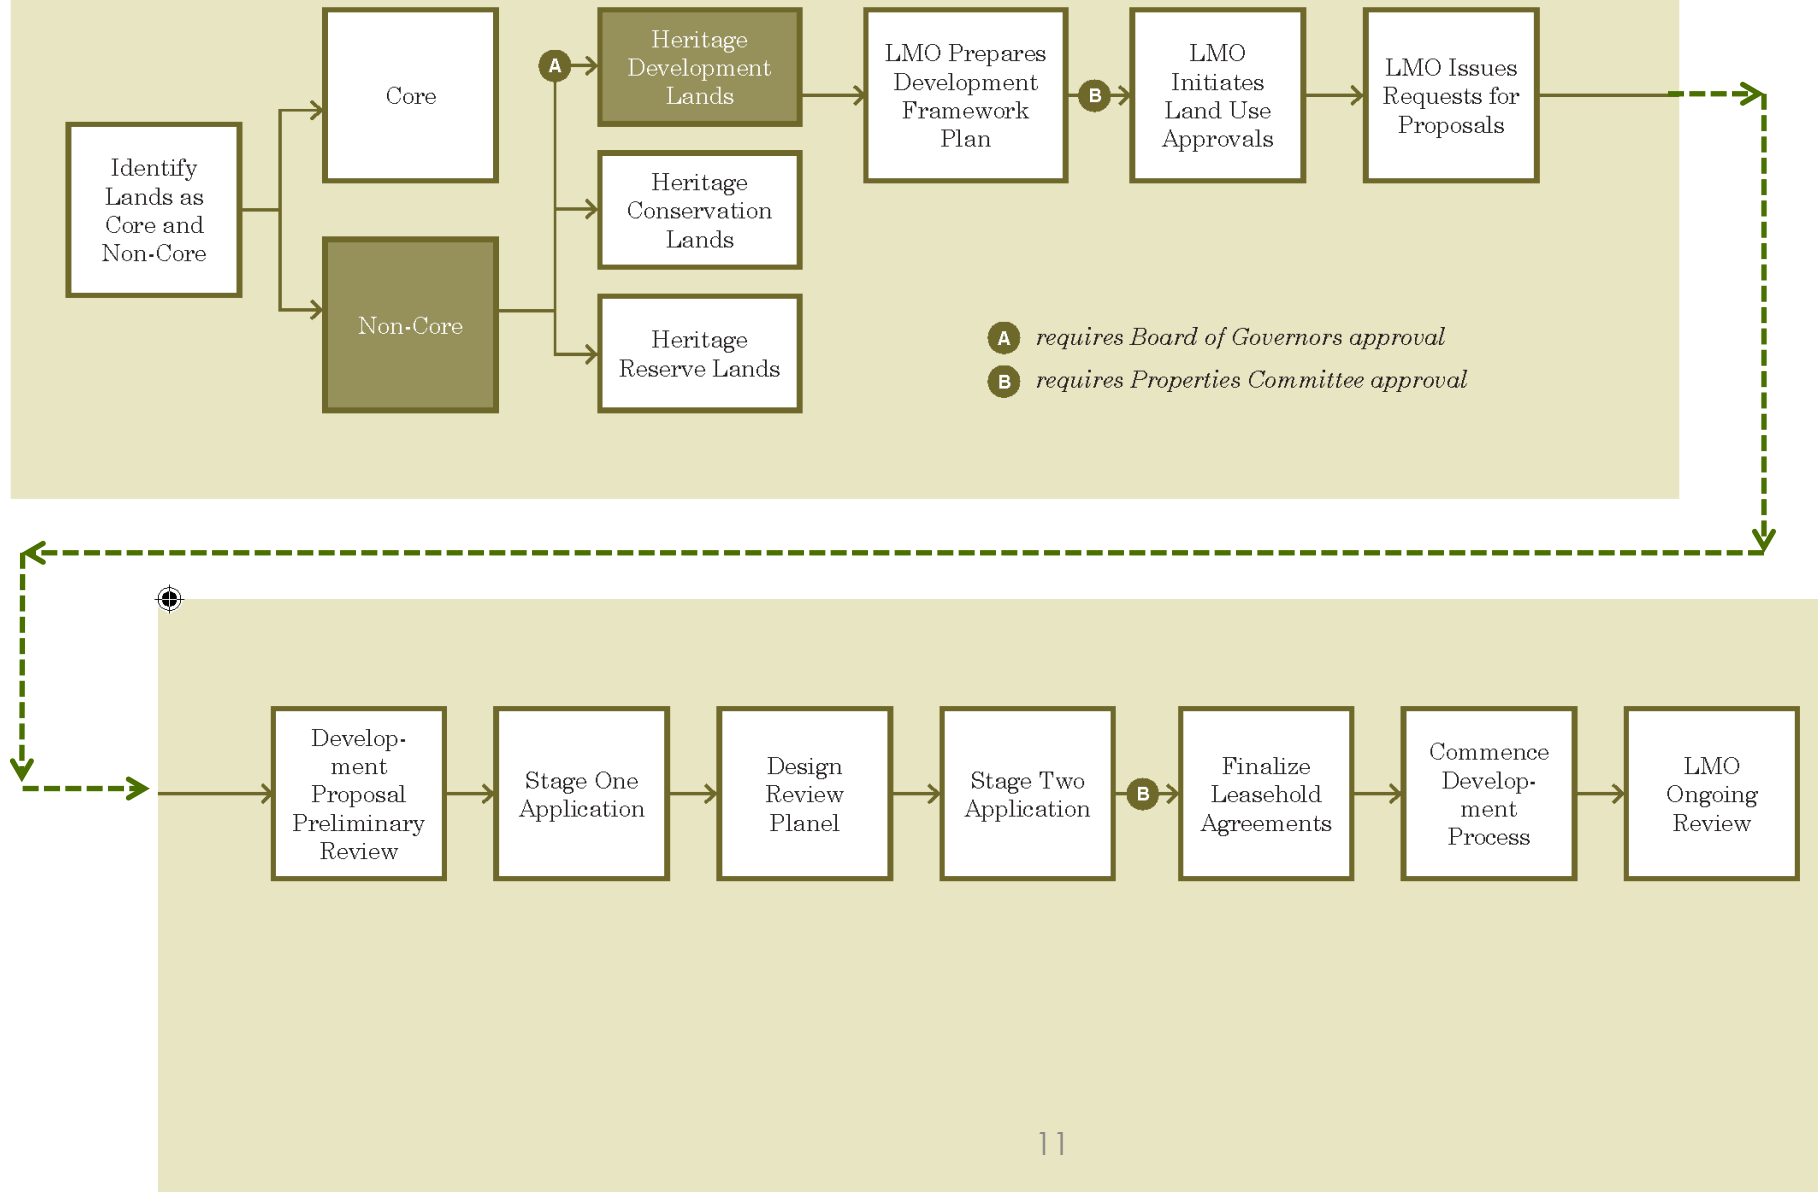 Identify
Lands as
Core and
Non-Core
Core
Non-Core
A
Heritage
Development
Lands
Heritage
Conservation
Lands
Heritage
Reserve Lands
LMO Prepares
Development
Framework
Plan
B
LMO
Initiates
Land Use
Approvals
LMO Issues
Requests for
Proposals
A requires Board of Governors approval
B requires Properties Committee approval
Develop-
ment
Proposal
Preliminary
Review
Stage One
Application
Design
Review
Planel
Stage Two
Application
B
Finalize
Leasehold
Agreements
Commence
Develop-
ment
Process
LMO
Ongoing
Review
11